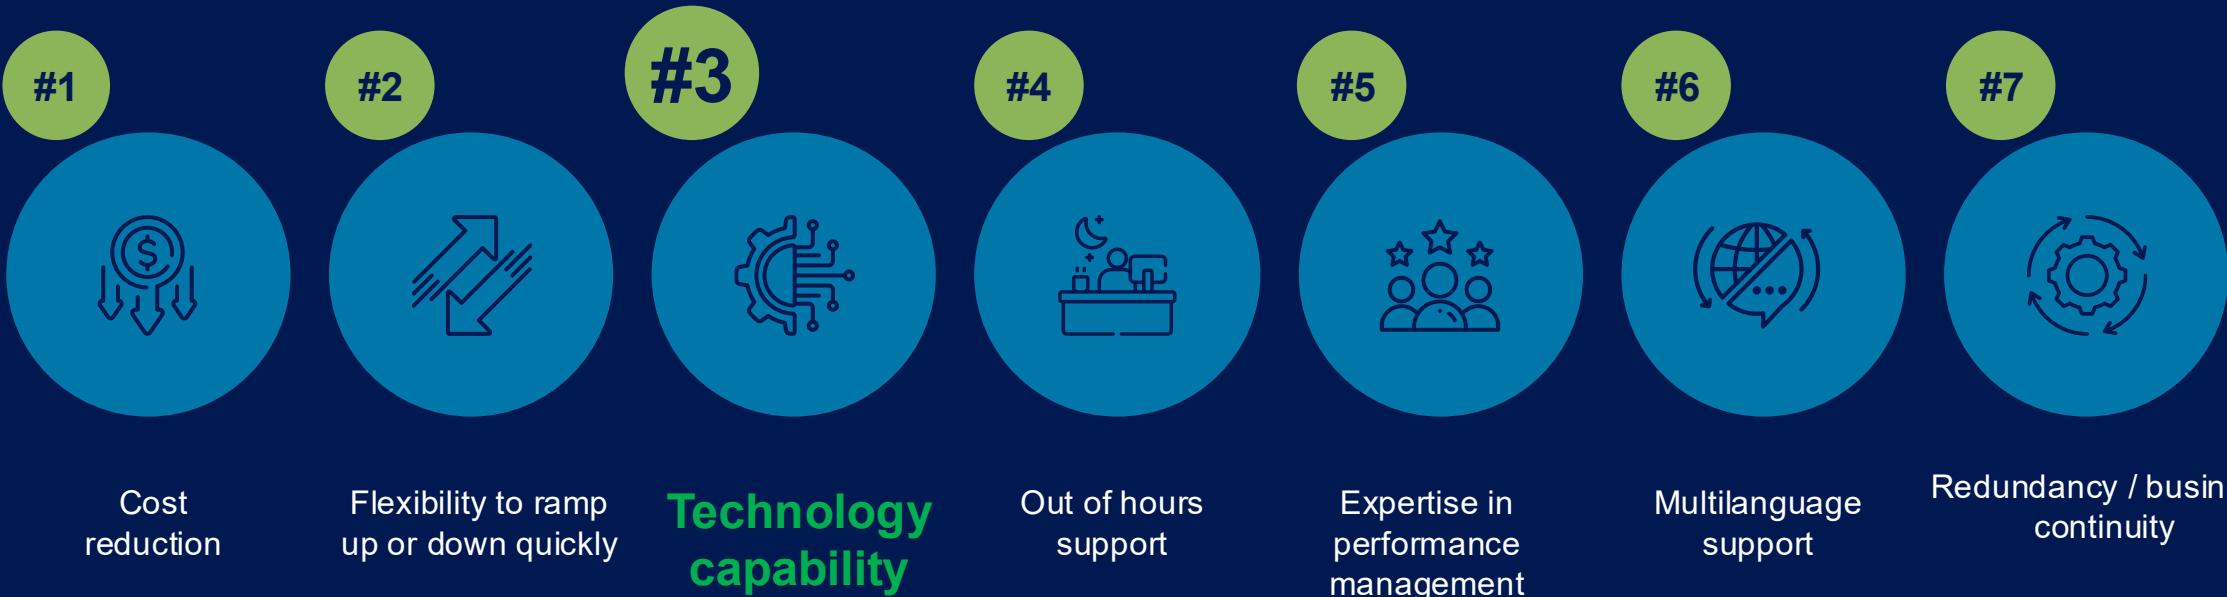 #1
#2
#3
#4
#5
#6
#7
Cost
reduction
Flexibility to ramp
up or down quickly
Technology
capability
Out of hours
support
Expertise in
performance
management
Multilanguage
support
Redundancy / busin
continuity